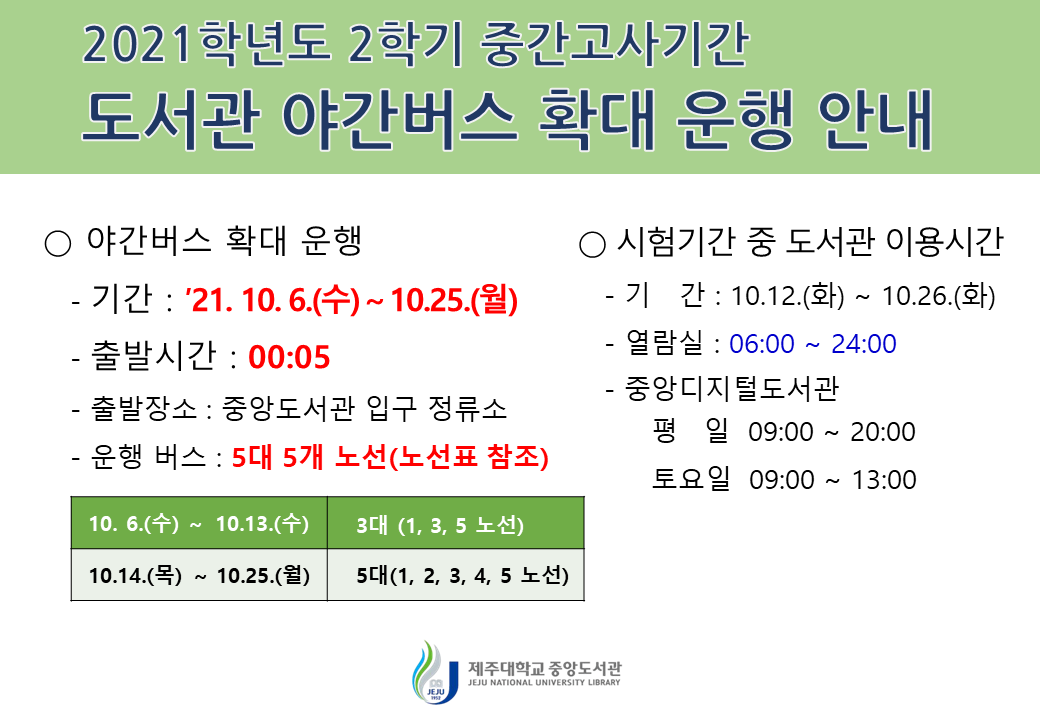 2021학년도 2학기 중간고사기간
도서관 야간버스 확대 운행 안내
○ 야간버스 확대 운행
- 기간 : '21. 10. 6.(수) ~ 10.25.(월)
- 출발시간 : 00:05
- 출발장소 : 중앙도서관 입구 정류소
- 운행 버스 : 5대 5개 노선(노선표 참조)
10. 6.(수) ~ 10.13.(수) 3대 (1, 3, 5 노선)
10.14.(목) ~ 10.25.(월) 5대(1, 2, 3, 4, 5 노선)
○ 시험기간 중 도서관 이용시간
- 기 간 : 10.12.(화) ~ 10.26.(화)
- 열람실 : 06:00 ~ 24:00
- 중앙디지털도서관
평 일 09:00 ~ 20:00
토요일 09:00 ~ 13:00
JEJU
1952
제주대학교 중앙도서관
JEJU NATIONAL UNIVERSITY LIBRARY